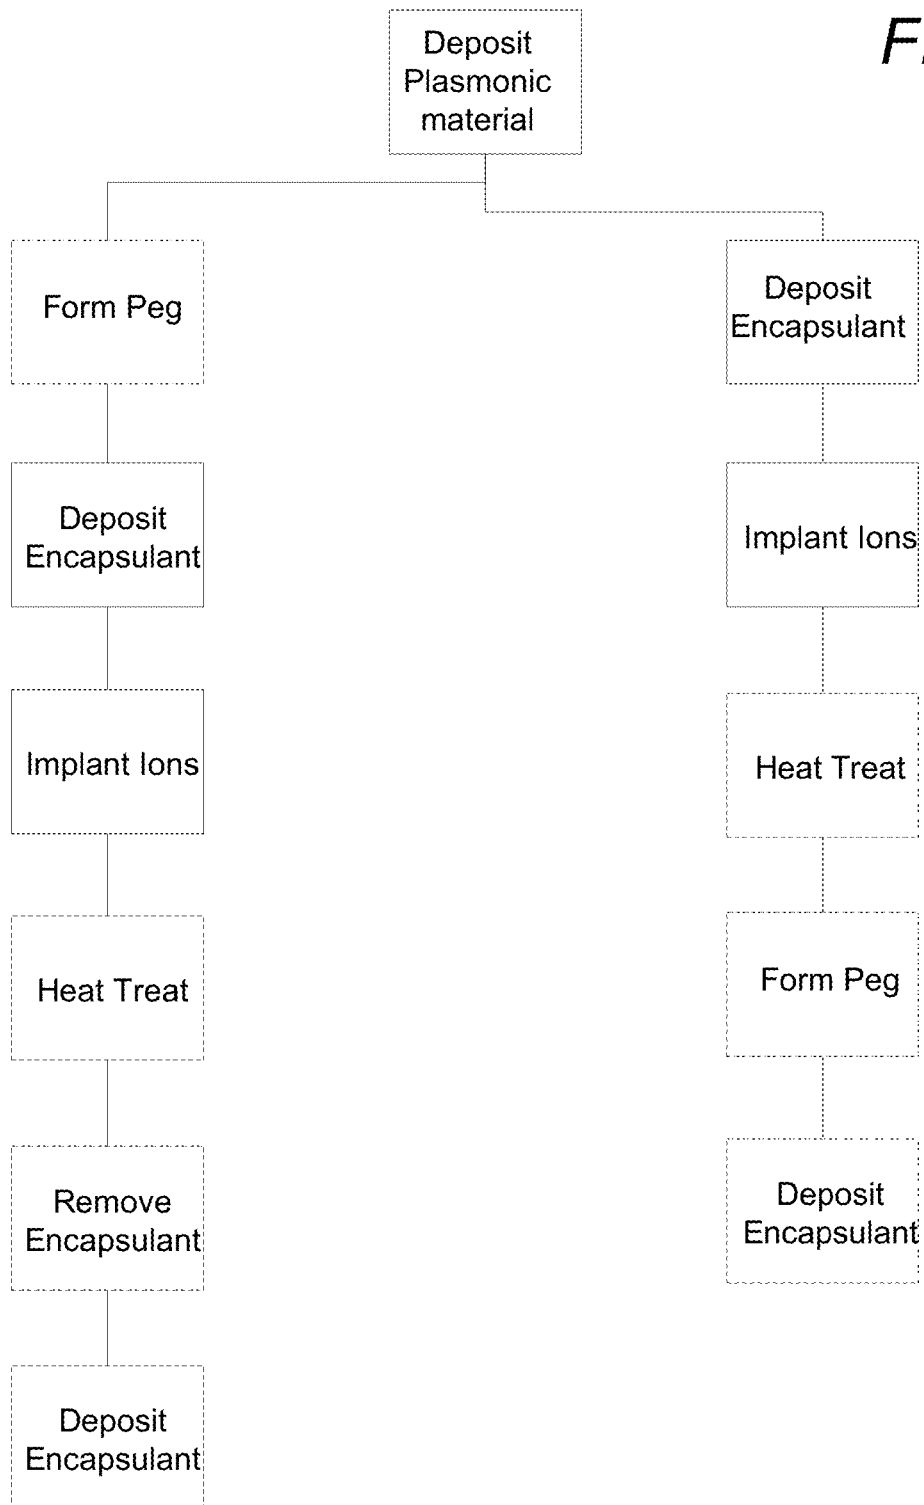 Deposit
Plasmonic
material
Form Peg
Deposit
Encapsulant
Implant Ions
Heat Treat
Remove
Encapsulant
Deposit
Encapsulant
Deposit
Encapsulant
Implant Ions
Heat Treat
Form Peg
Deposit
Encapsulant